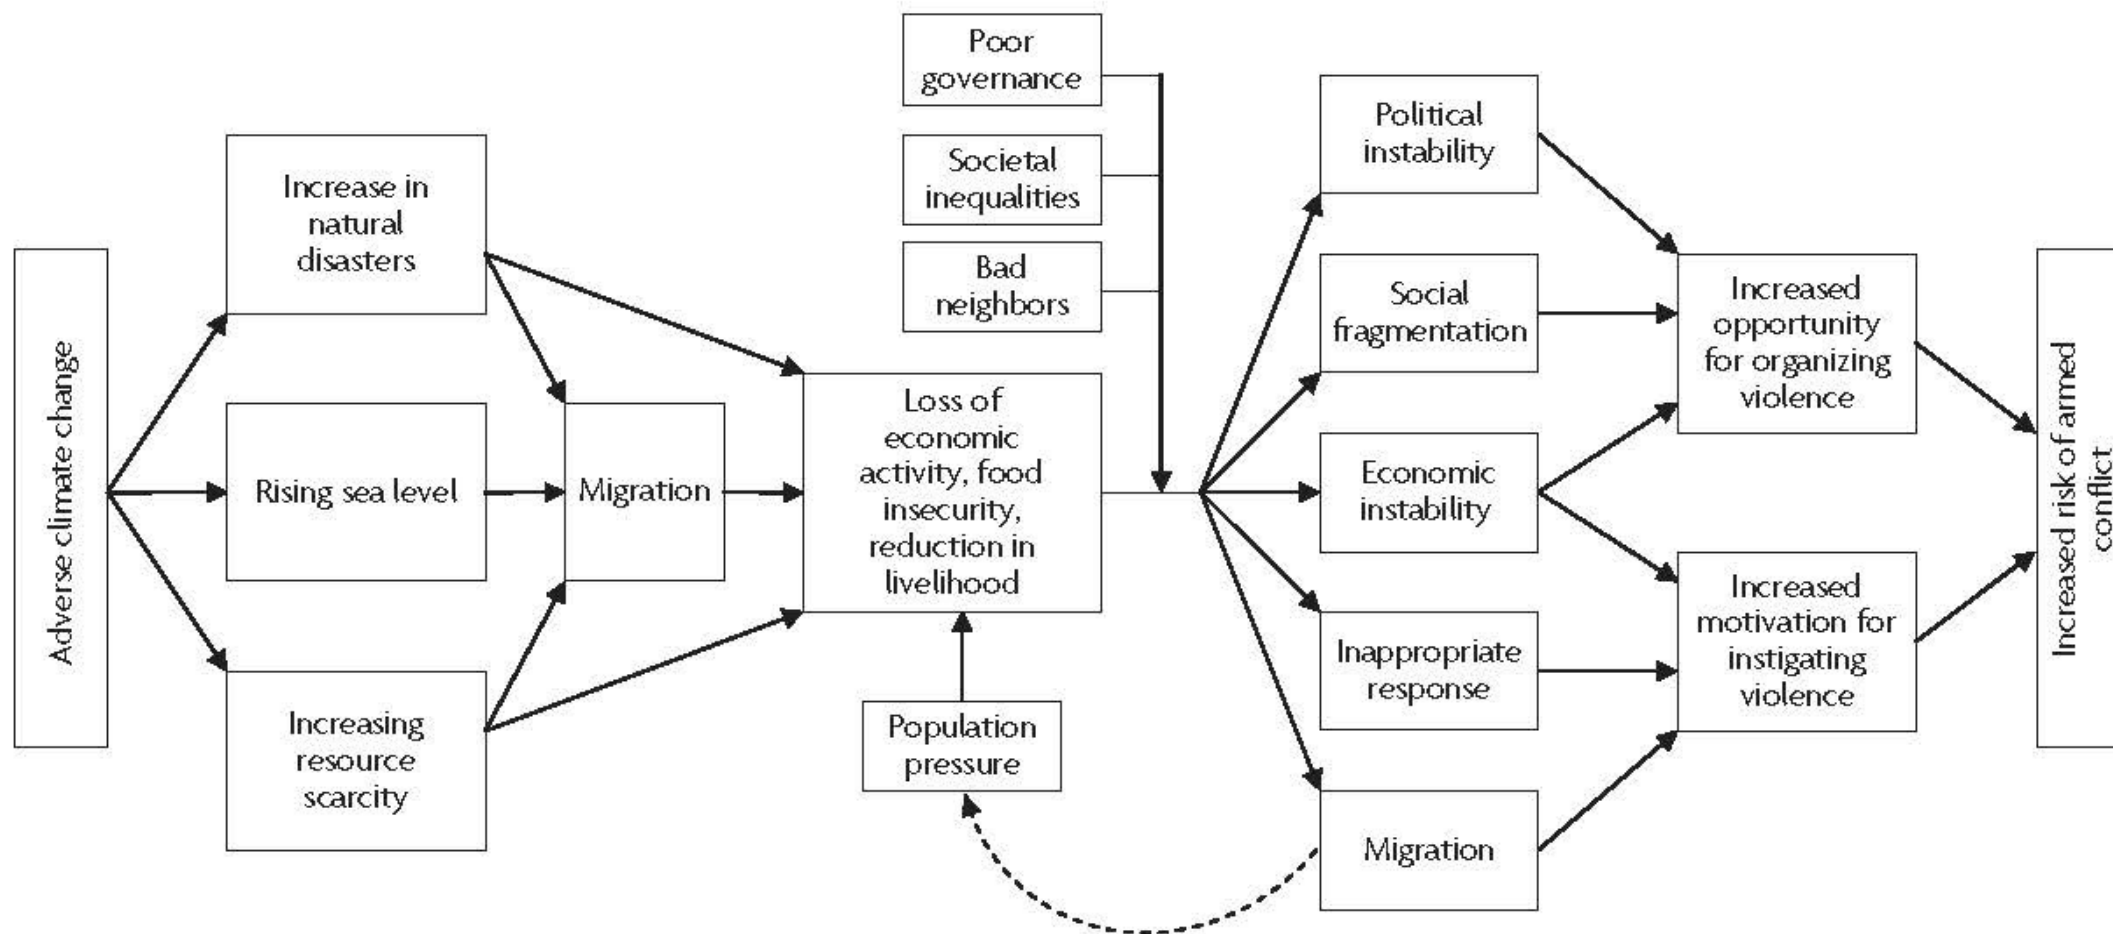 Adverse climate change
Increase in
natural
disasters
Rising sea level
Increasing
resource
scarcity
Migration
Poor
governance
Societal
inequalities
Bad
neighbors
Loss of
economic
activity, food
insecurity,
reduction in
livelihood
Population
pressure
Political
instability
Social
fragmentation
Economic
instability
Inappropriate
response
Migration
Increased
opportunity
for organizing
violence
Increased
motivation for
instigating
violence
Increased risk of armed
conflict